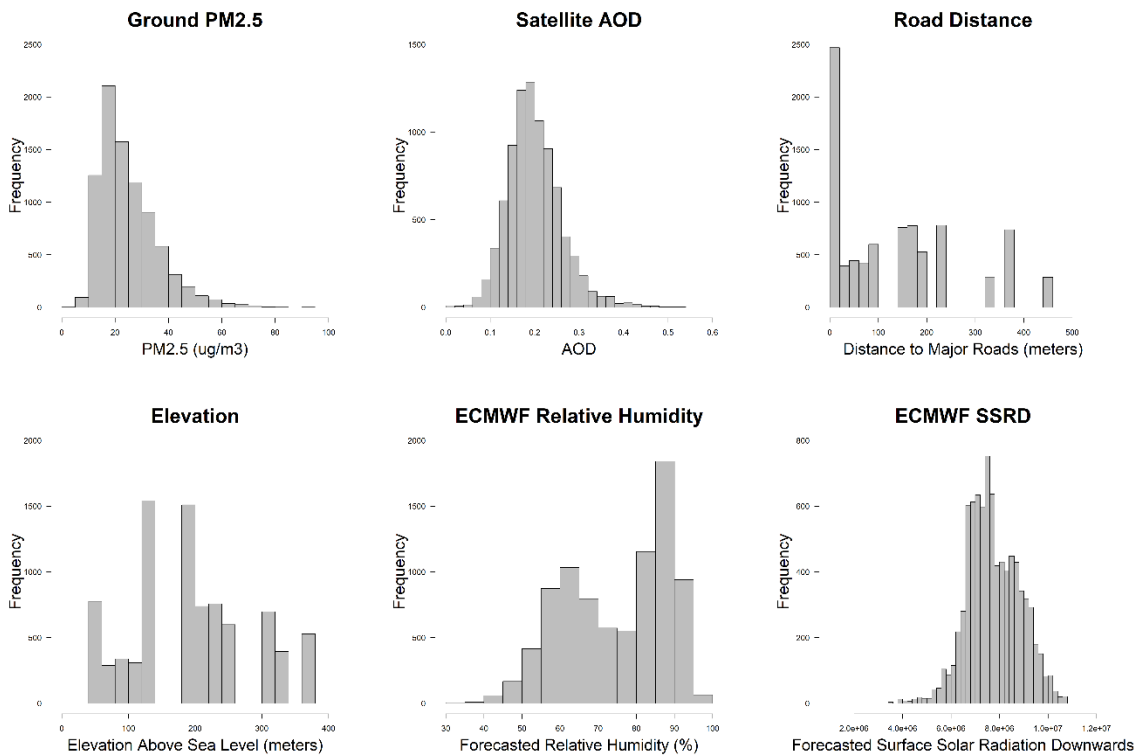 Ground PM2.5
2500
2000
1500
1000
500
0
Frequency
0 20 40 60 80 100
PM2.5 (ug/m3)
Satellite AOD
1500
1000
500
0
Frequency
0.0 0.1 0.2 0.3 0.4 0.5 0.6
AOD
Road Distance
2500
2000
1500
1000
500
0
Frequency
0 100 200 300 400 500
Distance to Major Roads (meters)
Elevation
2000
1500
1000
500
0
Frequency
0 100 200 300 400
Elevation Above Sea Level (meters)
ECMWF Relative Humidity
2000
1500
1000
500
0
Frequency
30 40 50 60 70 80 90 100
Forecasted Relative Humidity (%)
ECMWF SSRD
800
600
400
200
0
Frequency
2.0e+06 4.0e+06 6.0e+06 8.0e+06 1.0e+07 1.2e+07
Forecasted Surface Solar Radiation Downwards